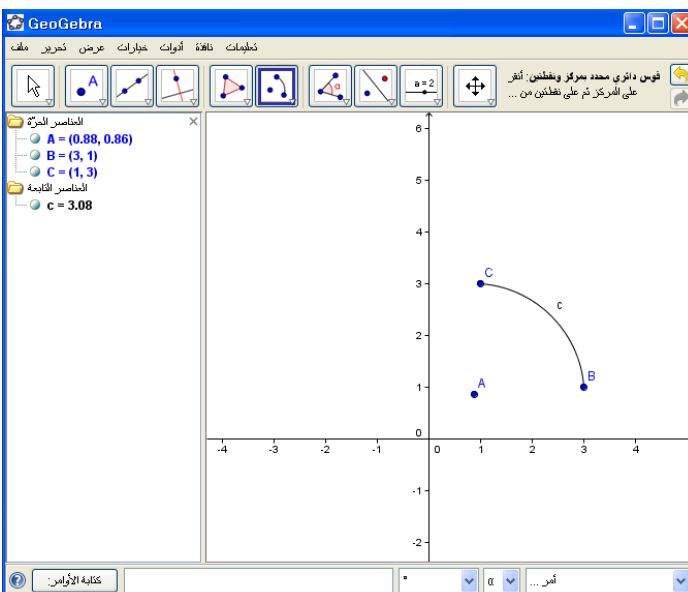 GeoGebra
ملف تحرير عرض خيارات أدوات نافذة تعليمات
A
α
a = 2
قوس دائري محدد بمركز ونقطتين: أنقر
على المركز ثم على نقطتين من ...
العناصر الحرّة
A = (0.88, 0.86)
B = (3, 1)
C = (1, 3)
العناصر التابعة
c = 3.08
6
5
4
3
2
1
0
-1
-2
-4 -3 -2 -1 0 1 2 3 4
C
c
B
A
كتابة الأوامر:
°
α
أمر ...